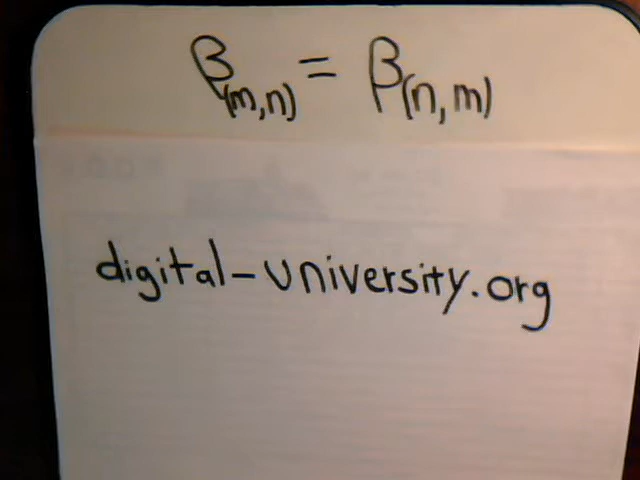 β(m,n) = β(n,m)
digital-university.org